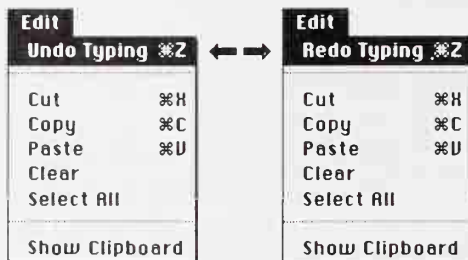 Edit
Undo Typing ⌘Z
Cut ⌘X
Copy ⌘C
Paste ⌘V
Clear
Select All
Show Clipboard
Edit
Redo Typing ⌘Z
Cut ⌘X
Copy ⌘C
Paste ⌘V
Clear
Select All
Show Clipboard